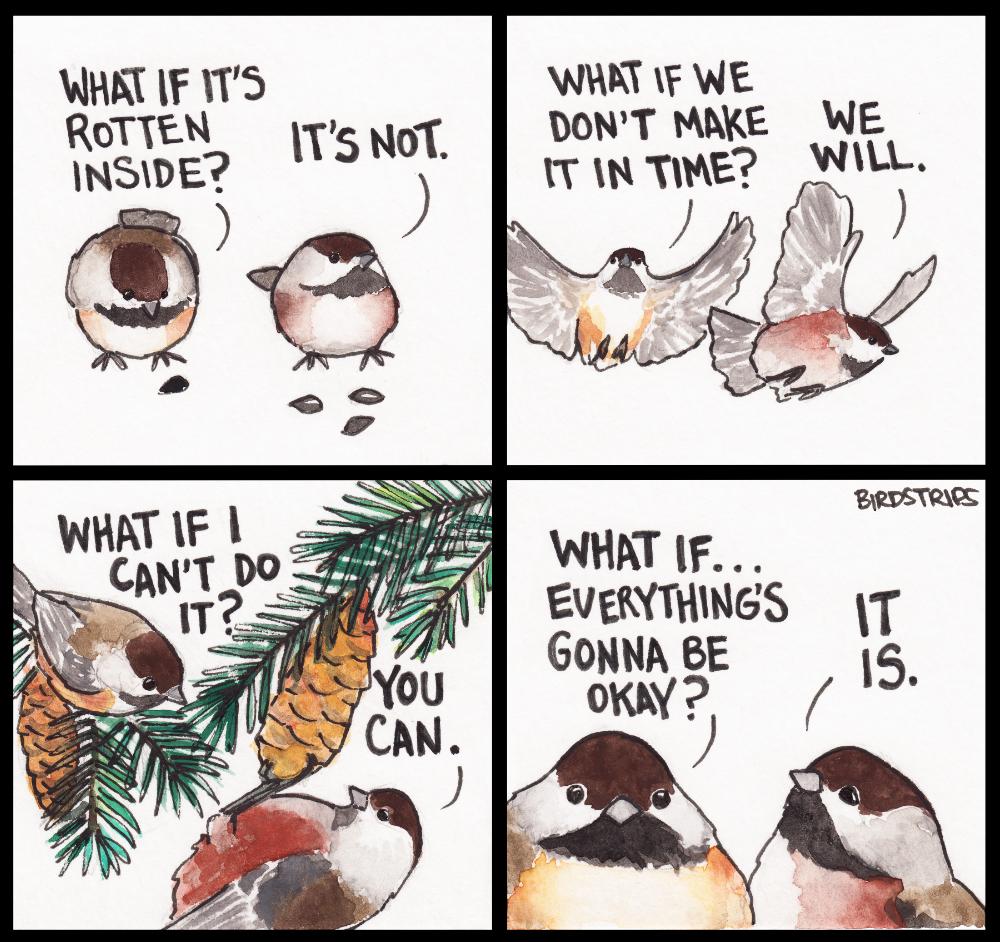 WHAT IF IT'S
ROTTEN
INSIDE?
IT'S NOT.
WHAT IF WE
DON'T MAKE
IT IN TIME?
WE
WILL.
WHAT IF I
CAN'T DO
IT?
YOU
CAN.
BIRDSTRIPS
WHAT IF...
EVERYTHING'S
GONNA BE
OKAY?
IT
IS.